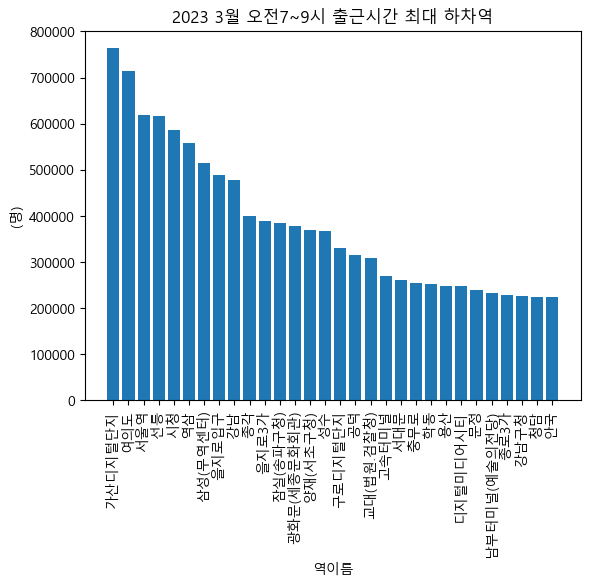 2023 3월 오전7~9시 출근시간 최대 하차역
(명)
800000
700000
600000
500000
400000
300000
200000
100000
0
가산디지털단지
여의도
서울역
선릉
시청
역삼
삼성(무역센터)
을지로입구
강남
종각
을지로3가
잠실(송파구청)
광화문(세종문화회관)
양재(서초구청)
성수
구로디지털단지
공덕
교대(법원.검찰청)
고속터미널
서대문
충무로
학동
용산
디지털미디어시티
문정
남부터미널(예술의전당)
종로3가
강남구청
청담
안국
역이름